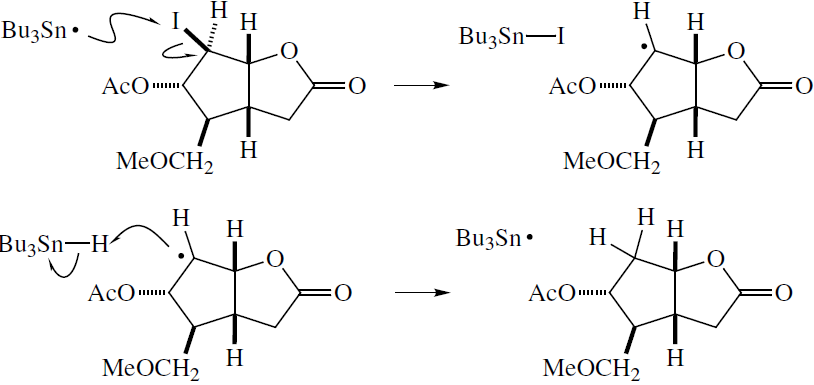 Bu₃Sn• I H H O
AcO O
MeOCH₂ H
Bu₃Sn—I H H O
AcO • O
MeOCH₂ H
Bu₃Sn—H H H O
AcO • O
MeOCH₂ H
Bu₃Sn• H H H O
AcO O
MeOCH₂ H